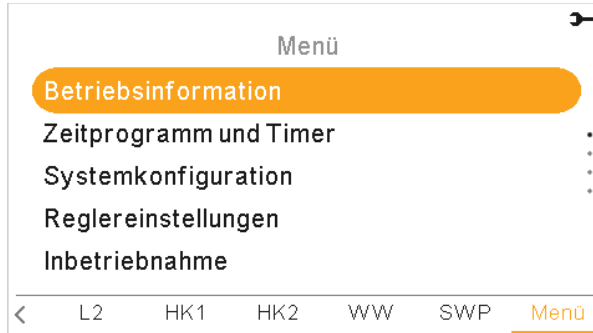 Menü
Betriebsinformation
Zeitprogramm und Timer
Systemkonfiguration
Reglereinstellungen
Inbetriebnahme
< L2 HK1 HK2 WW SWP Menü